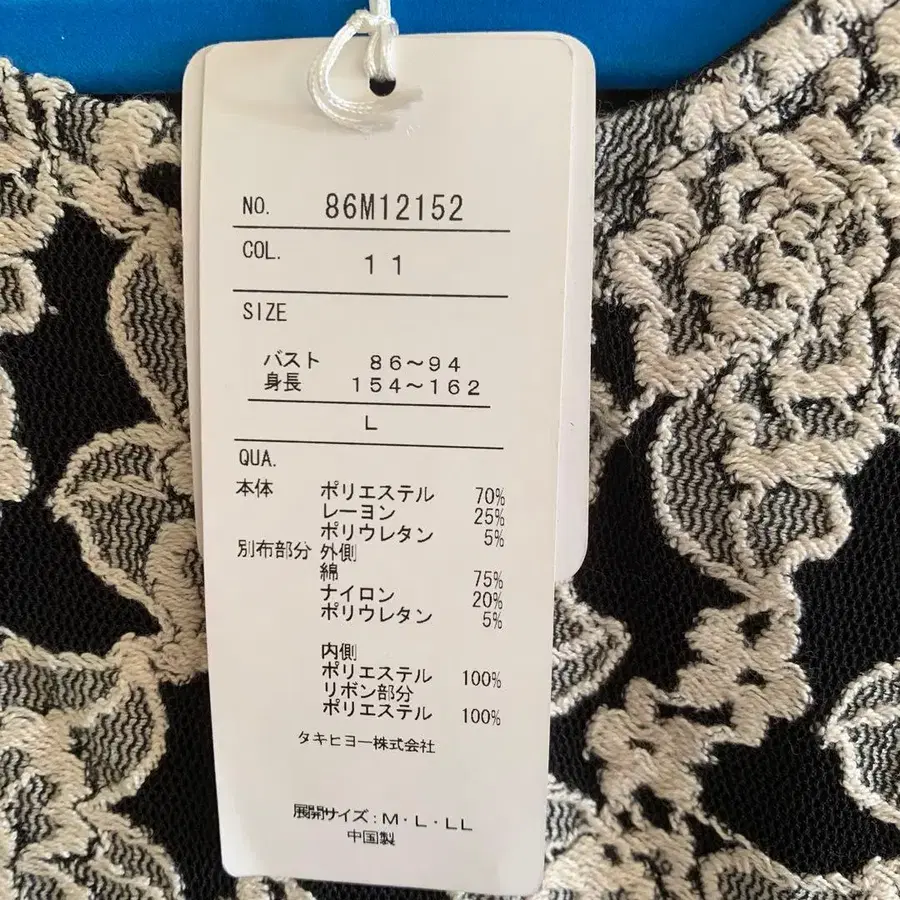 NO. 86M12152
COL. 11
SIZE
バスト 86～94
身長 154～162
L
QUA.
本体 ポリエステル 70%
レーヨン 25%
ポリウレタン 5%
別布部分 外側
綿 75%
ナイロン 20%
ポリウレタン 5%
内側
ポリエステル 100%
リボン部分
ポリエステル 100%
タキヒヨー株式会社
展開サイズ:M・L・LL
中国製